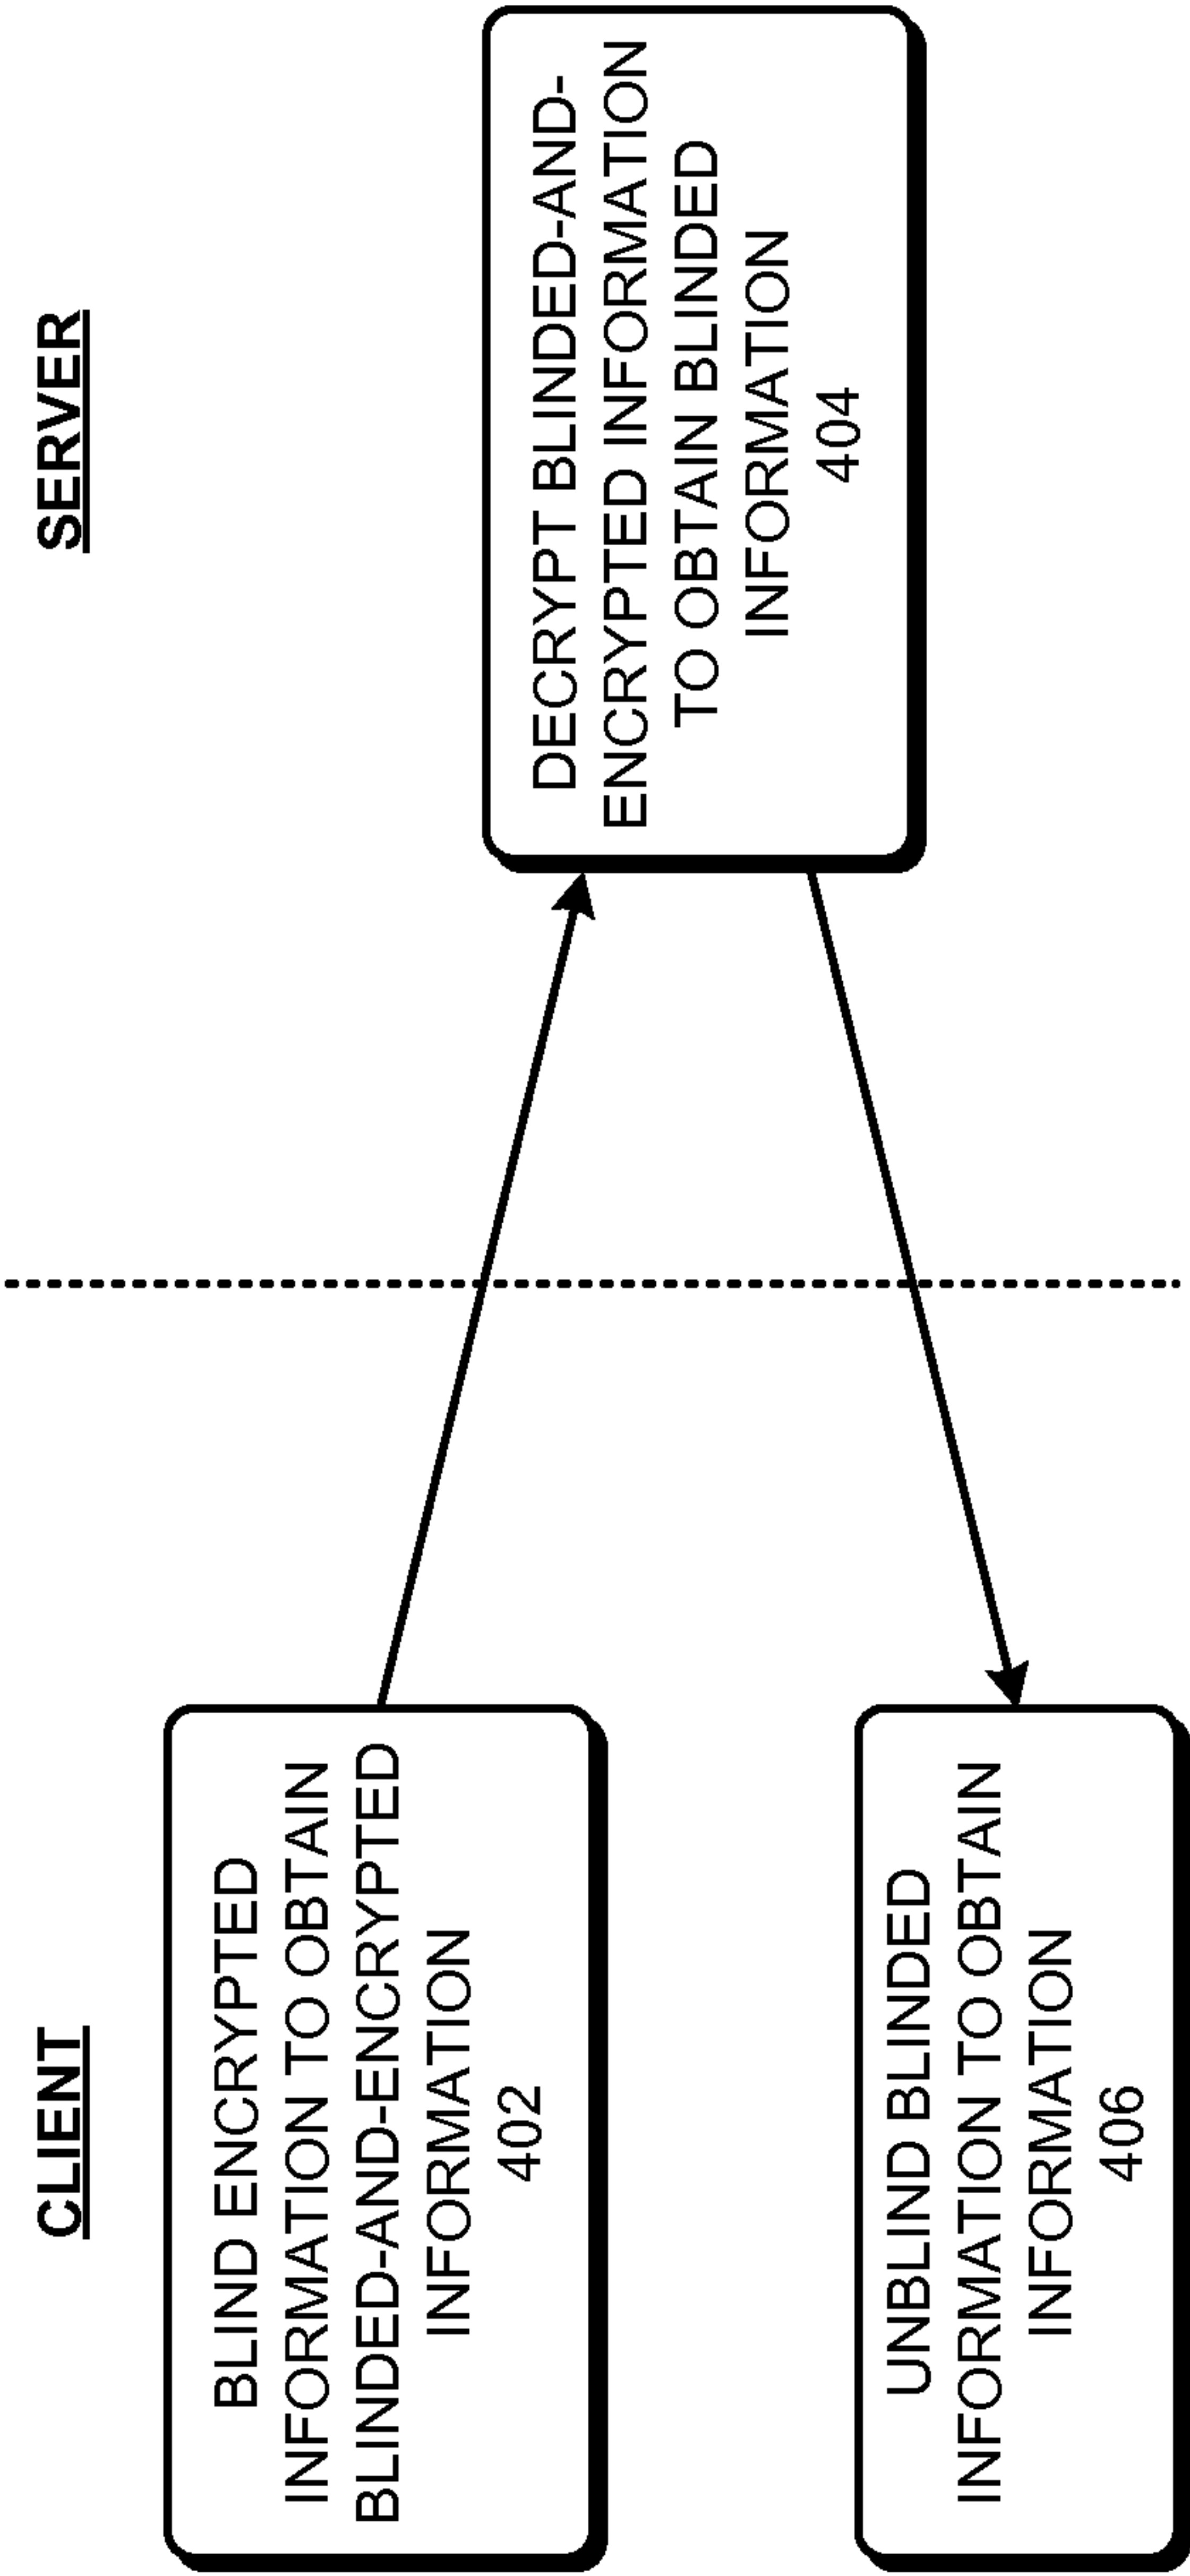 CLIENT
SERVER
BLIND ENCRYPTED
INFORMATION TO OBTAIN
BLINDED-AND-ENCRYPTED
INFORMATION
402
DECRYPT BLINDED-AND-
ENCRYPTED INFORMATION
TO OBTAIN BLINDED
INFORMATION
404
UNBLIND BLINDED
INFORMATION TO OBTAIN
INFORMATION
406